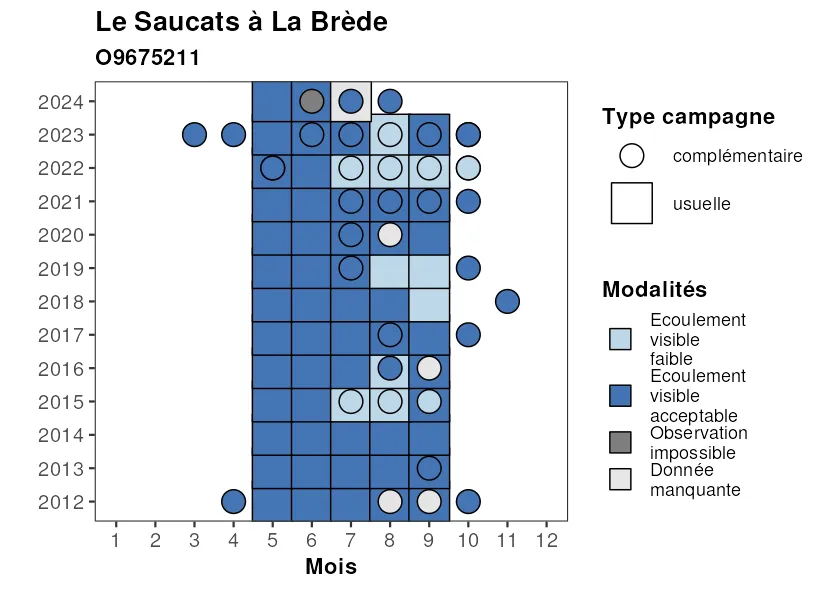 Le Saucats à La Brède
O9675211
2024
2023
2022
2021
2020
2019
2018
2017
2016
2015
2014
2013
2012
1 2 3 4 5 6 7 8 9 10 11 12
Mois
Type campagne
complémentaire
usuelle
Modalités
Ecoulement
visible
faible
Ecoulement
visible
acceptable
Observation
impossible
Donnée
manquante